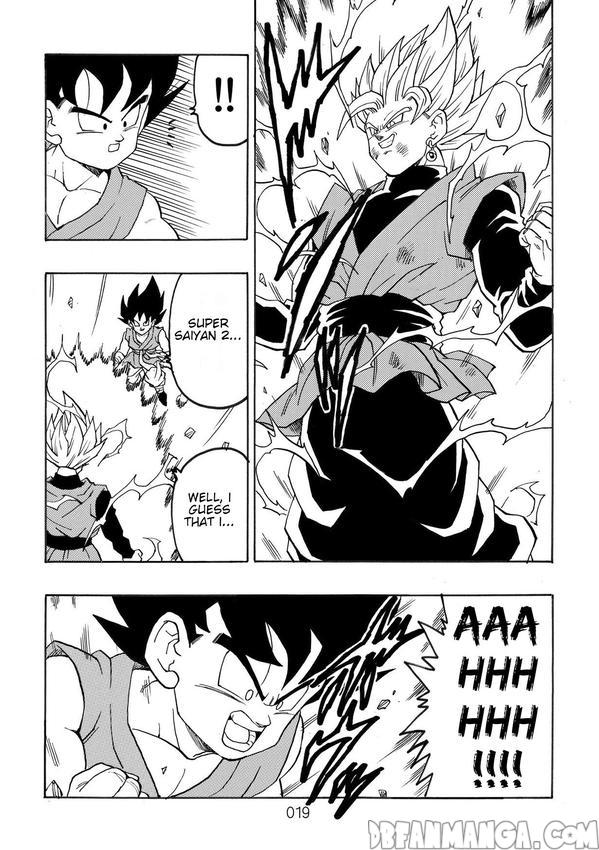 !!
SUPER
SAIYAN 2...
WELL, I
GUESS
THAT I...
AAA
HHH
HHH
!!!!
019
DBFANMANGA.COM